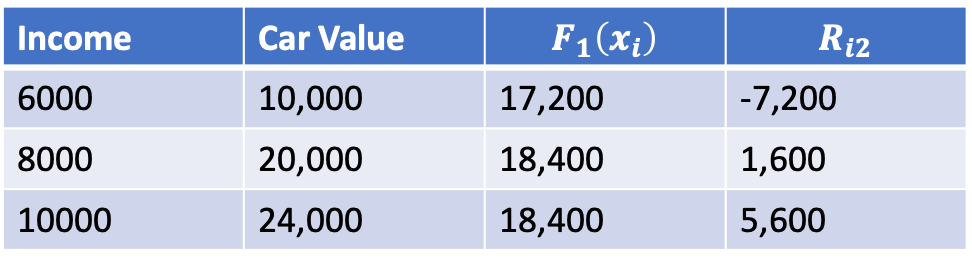 Income Car Value F₁(xᵢ) Rᵢ₂
6000 10,000 17,200 -7,200
8000 20,000 18,400 1,600
10000 24,000 18,400 5,600